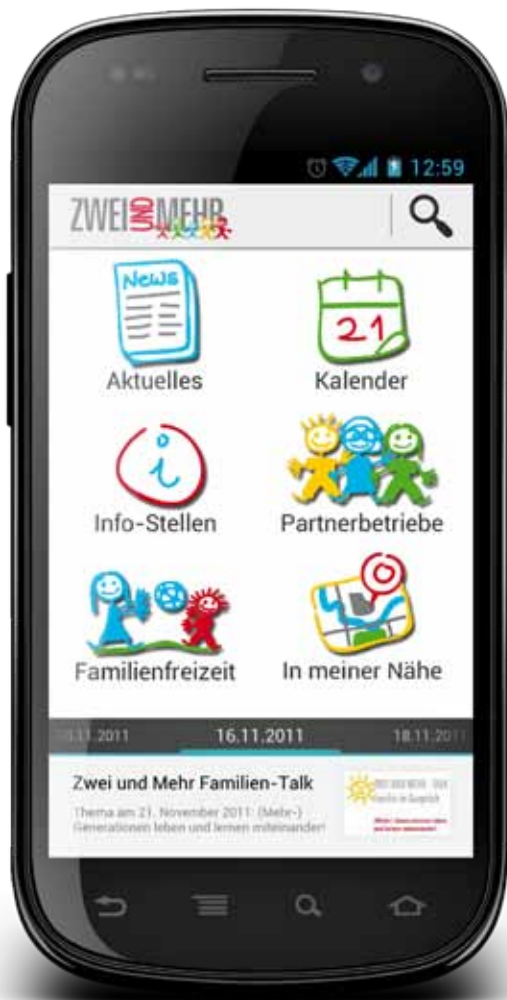 12:59
ZWEI UND MEHR
News
21
Aktuelles
Kalender
i
Info-Stellen
Partnerbetriebe
Familienfreizeit
In meiner Nähe
.11.2011
16.11.2011
18.11.2011
Zwei und Mehr Familien-Talk
Thema am 21. November 2011: (Mehr-)
Generationen leben und lernen miteinander!